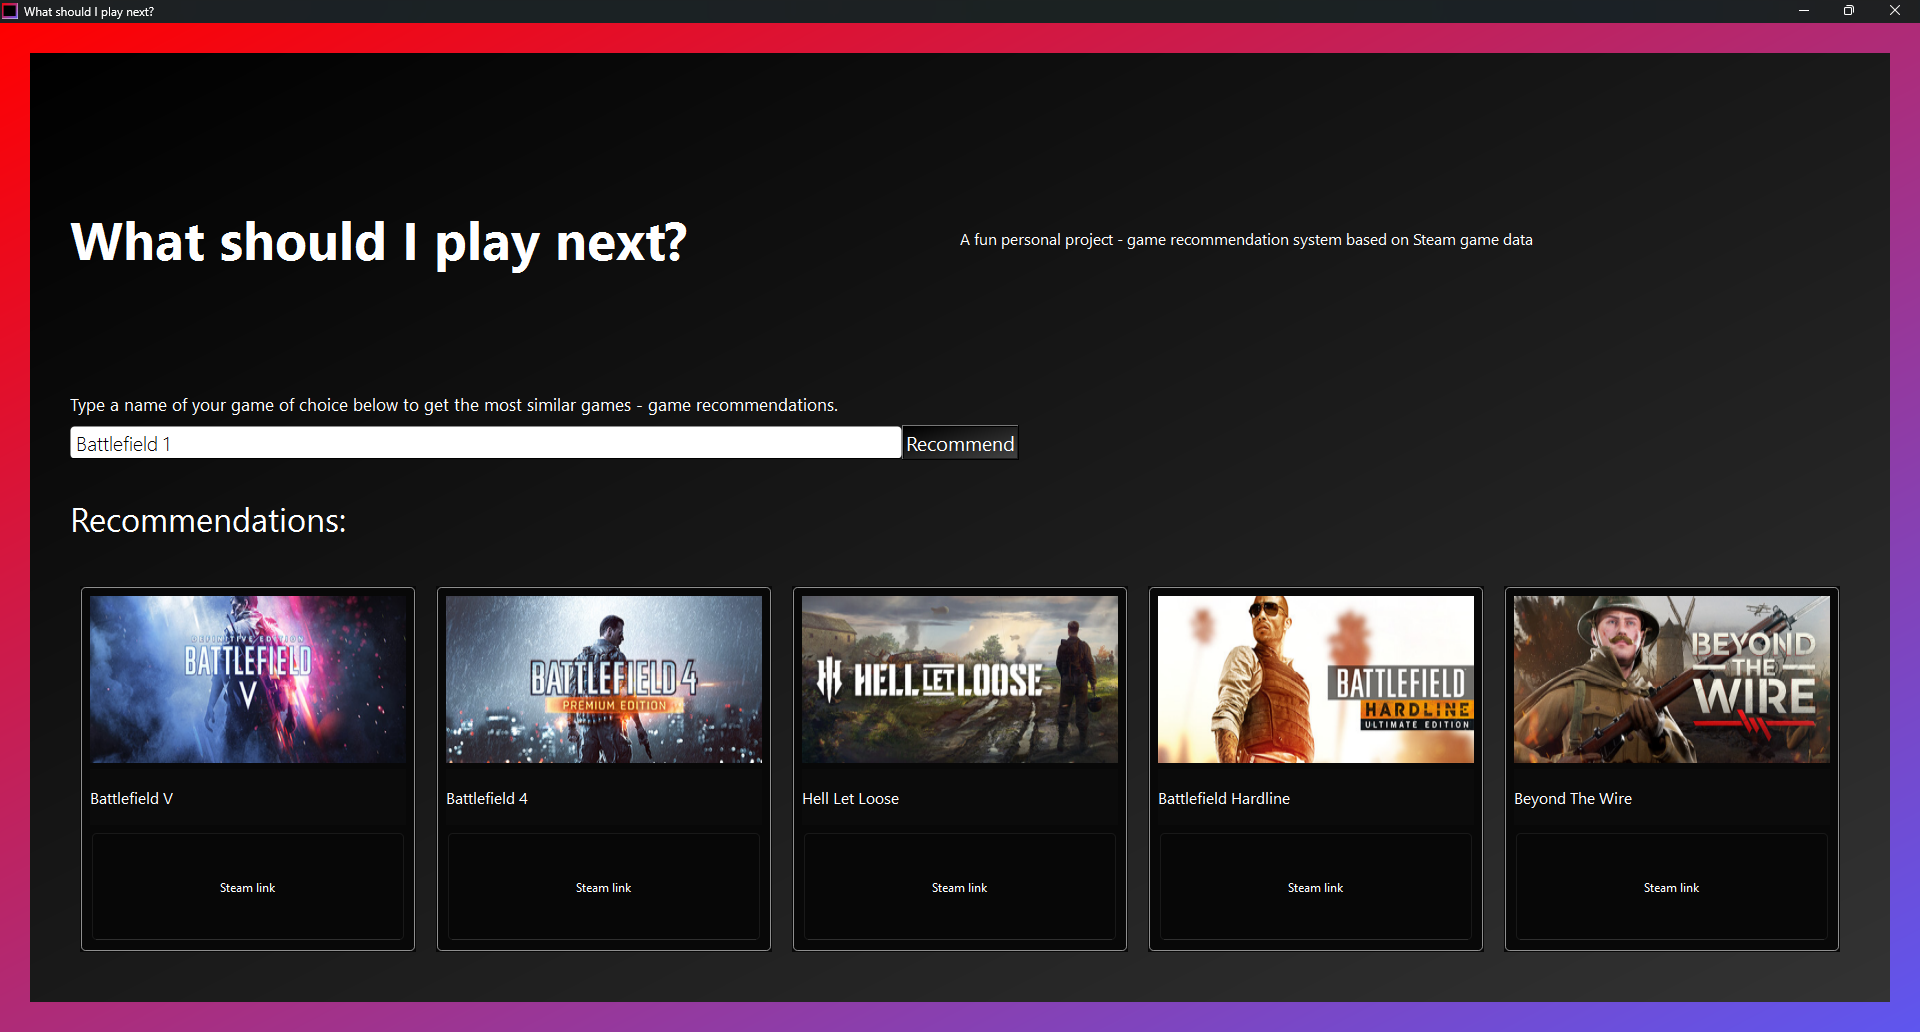 What should I play next?
What should I play next?
A fun personal project - game recommendation system based on Steam game data
Type a name of your game of choice below to get the most similar games - game recommendations.
Battlefield 1
Recommend
Recommendations:
DEFINITIVE EDITION
BATTLEFIELD
V
Battlefield V
Steam link
BATTLEFIELD 4
PREMIUM EDITION
Battlefield 4
Steam link
HELL LET LOOSE
Hell Let Loose
Steam link
BATTLEFIELD
HARDLINE
ULTIMATE EDITION
Battlefield Hardline
Steam link
BEYOND
THE
WIRE
Beyond The Wire
Steam link